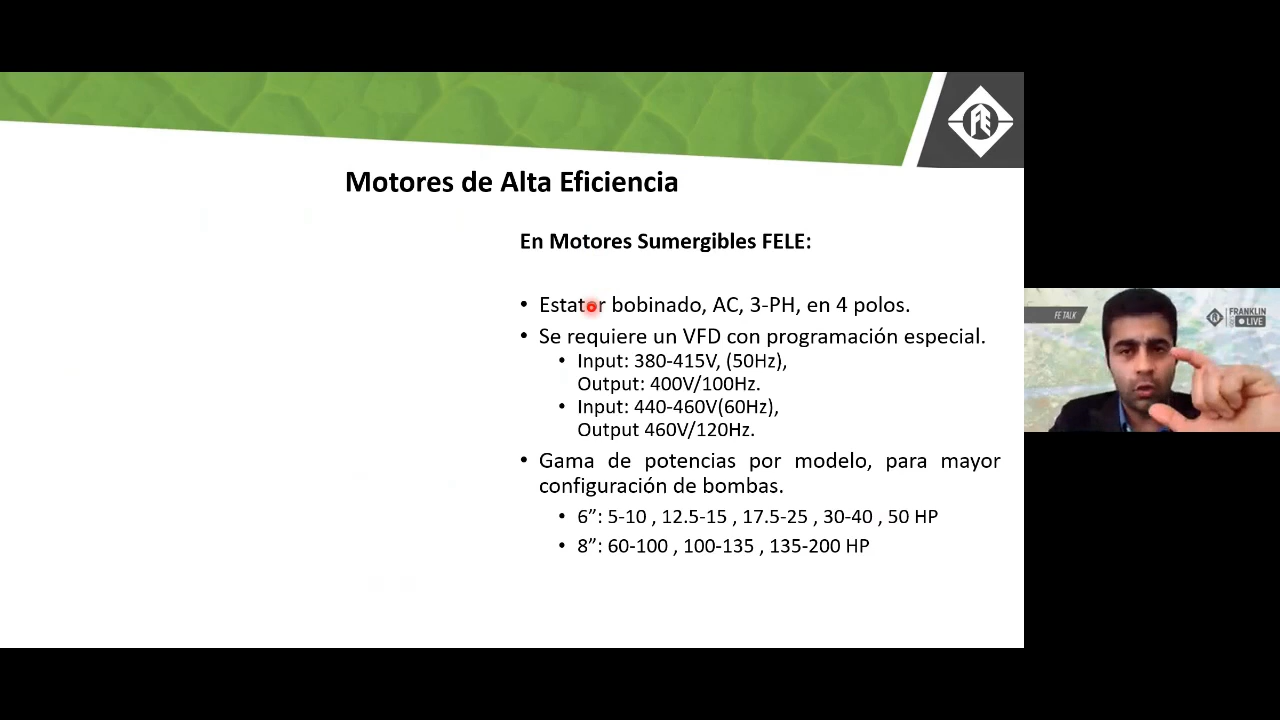 Motores de Alta Eficiencia
En Motores Sumergibles FELE:
• Estator bobinado, AC, 3-PH, en 4 polos.
• Se requiere un VFD con programación especial.
• Input: 380-415V, (50Hz),
Output: 400V/100Hz.
• Input: 440-460V(60Hz),
Output 460V/120Hz.
• Gama de potencias por modelo, para mayor
configuración de bombas.
• 6”: 5-10 , 12.5-15 , 17.5-25 , 30-40 , 50 HP
• 8”: 60-100 , 100-135 , 135-200 HP
FE TALK
FRANKLIN
LIVE